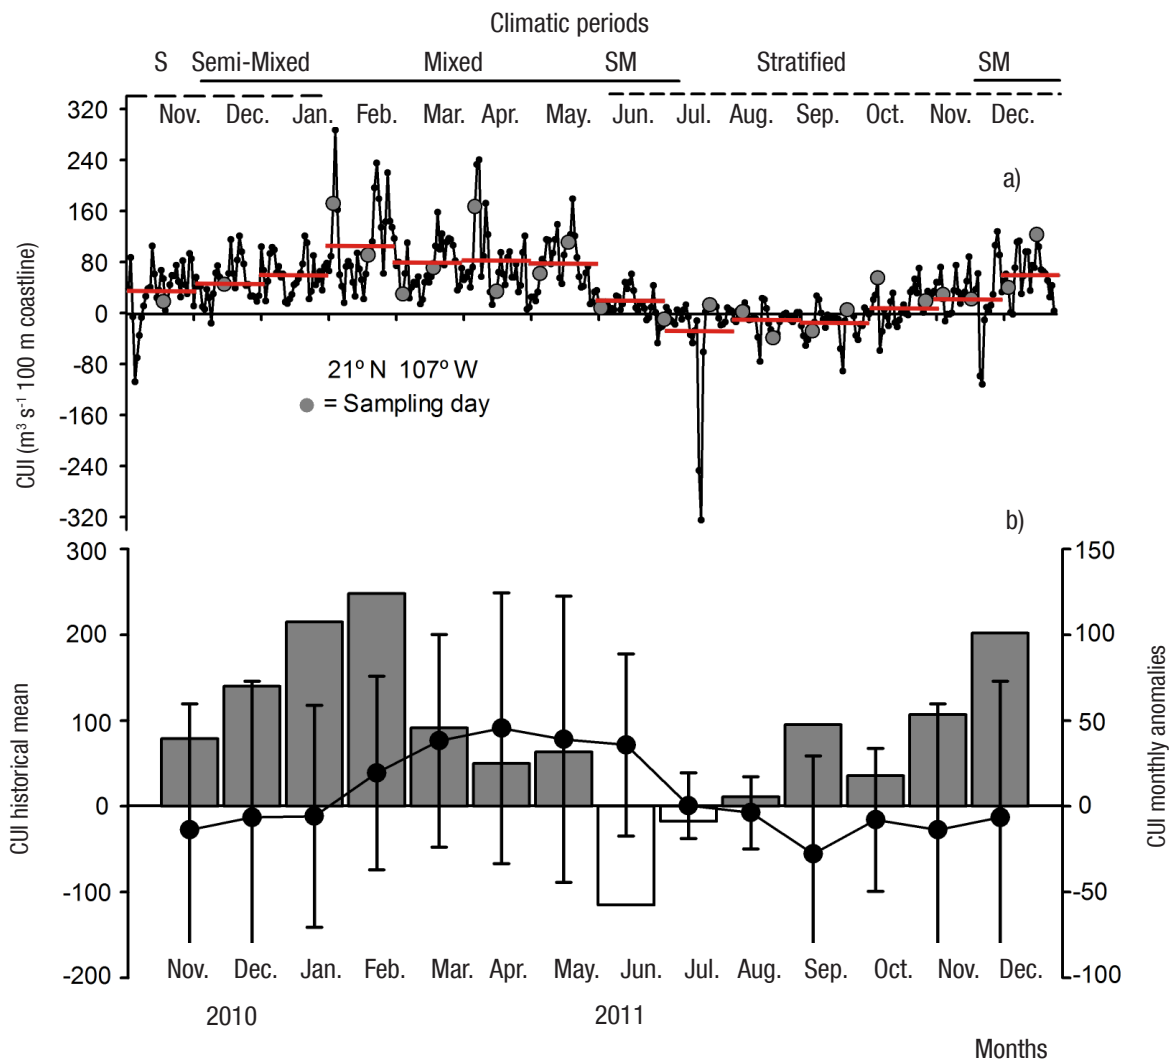 Climatic periods
S Semi-Mixed Mixed SM Stratified SM
Nov. Dec. Jan. Feb. Mar. Apr. May. Jun. Jul. Aug. Sep. Oct. Nov. Dec.
320
240
160
80
0
-80
-160
-240
-320
CUI (m³ s⁻¹ 100 m coastline)
a)
21º N 107º W
= Sampling day
b)
300
200
100
0
-100
-200
CUI historical mean
150
100
50
0
-50
-100
CUI monthly anomalies
Nov. Dec. Jan. Feb. Mar. Apr. May. Jun. Jul. Aug. Sep. Oct. Nov. Dec.
2010 2011
Months